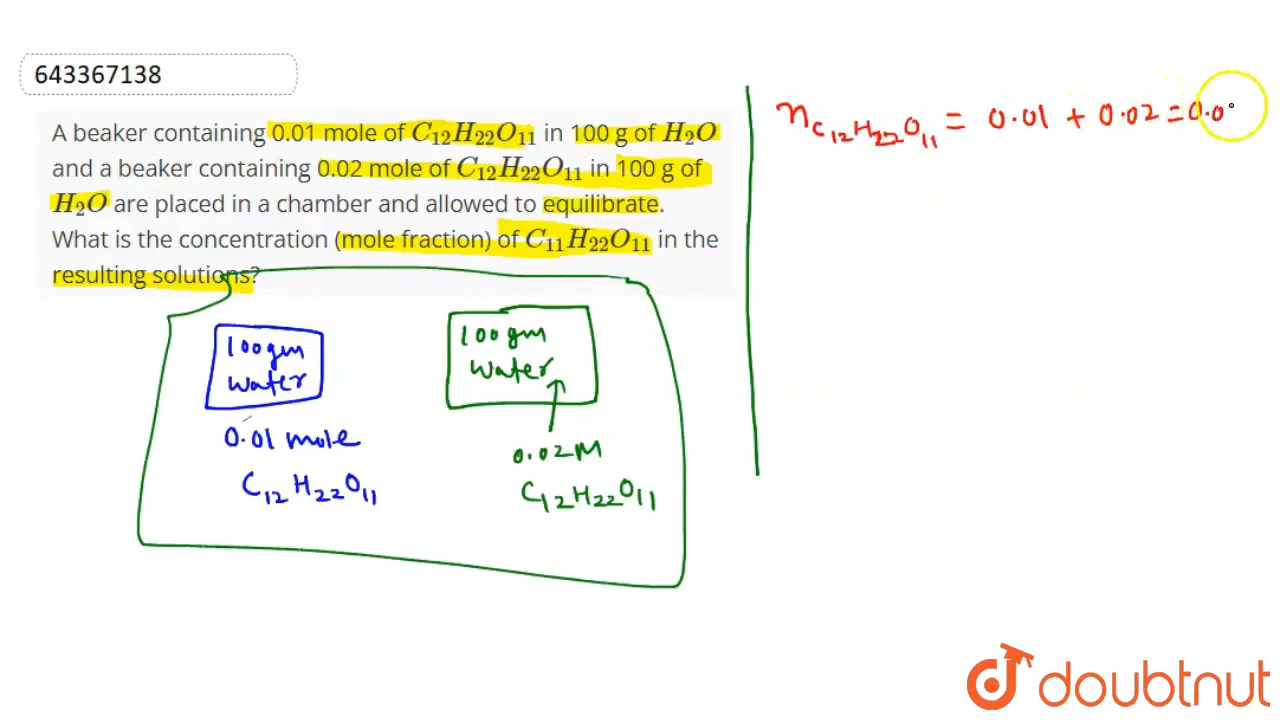 643367138
A beaker containing 0.01 mole of C₁₂H₂₂O₁₁ in 100 g of H₂O
and a beaker containing 0.02 mole of C₁₂H₂₂O₁₁ in 100 g of
H₂O are placed in a chamber and allowed to equilibrate.
What is the concentration (mole fraction) of C₁₁H₂₂O₁₁ in the
resulting solutions?
100gm
water
0.01 mole
C₁₂H₂₂O₁₁
100gm
water
0.02M
C₁₂H₂₂O₁₁
n C₁₂H₂₂O₁₁ = 0.01 + 0.02 = 0.0
doubtnut